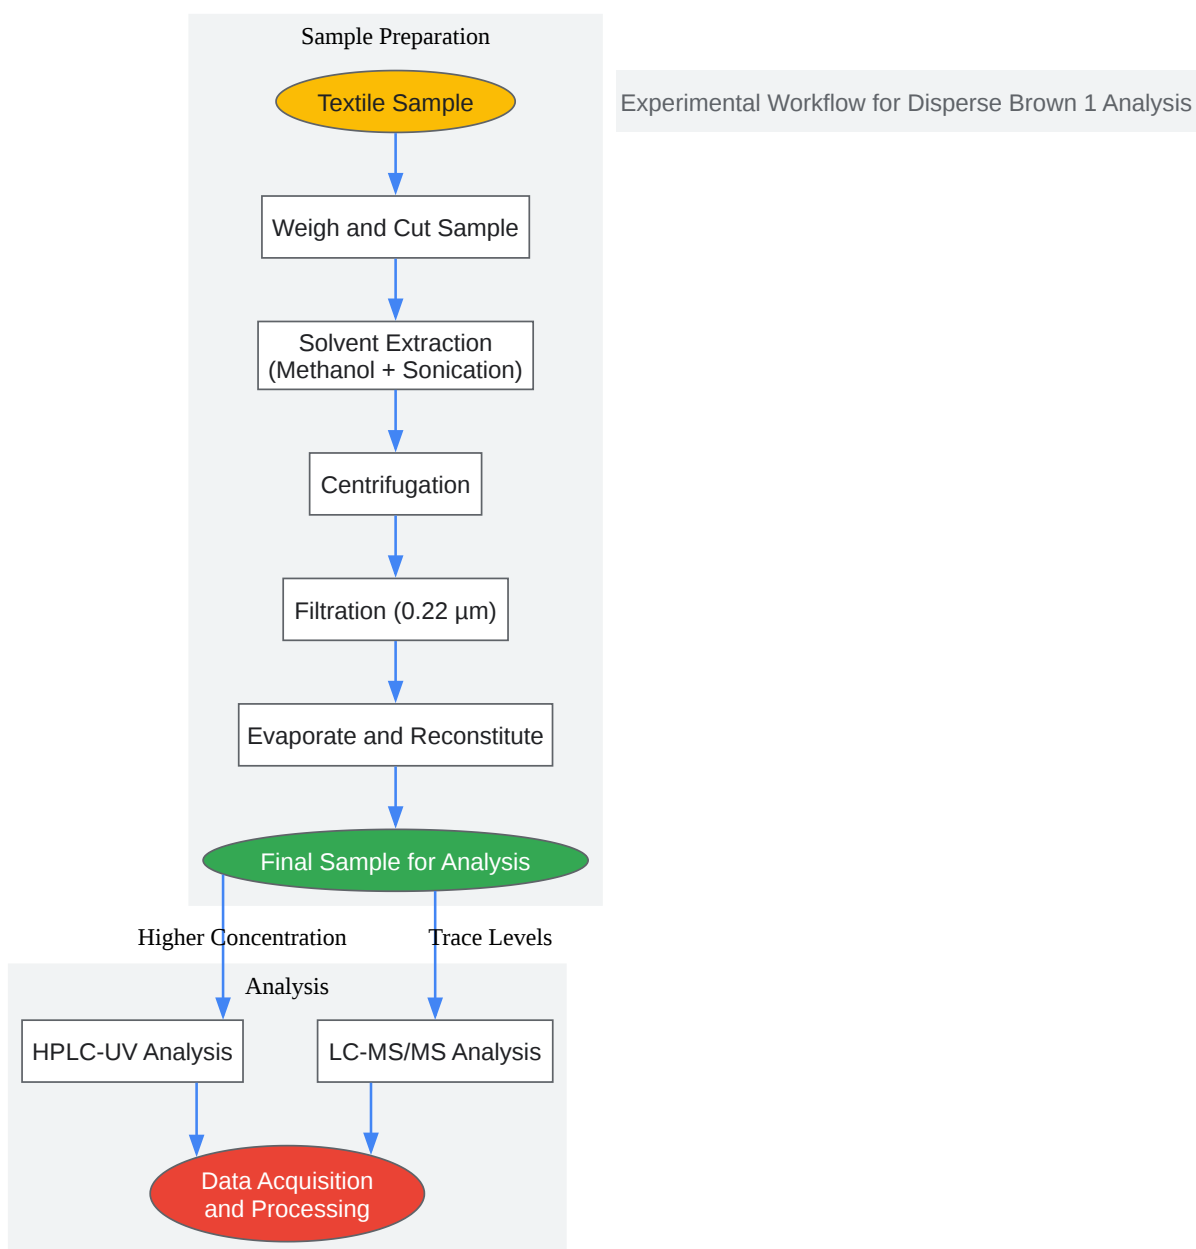 Sample Preparation
Textile Sample
Experimental Workflow for Disperse Brown 1 Analysis
Weigh and Cut Sample
Solvent Extraction
(Methanol + Sonication)
Centrifugation
Filtration (0.22 µm)
Evaporate and Reconstitute
Final Sample for Analysis
Higher Concentration
Trace Levels
Analysis
HPLC-UV Analysis
LC-MS/MS Analysis
Data Acquisition
and Processing